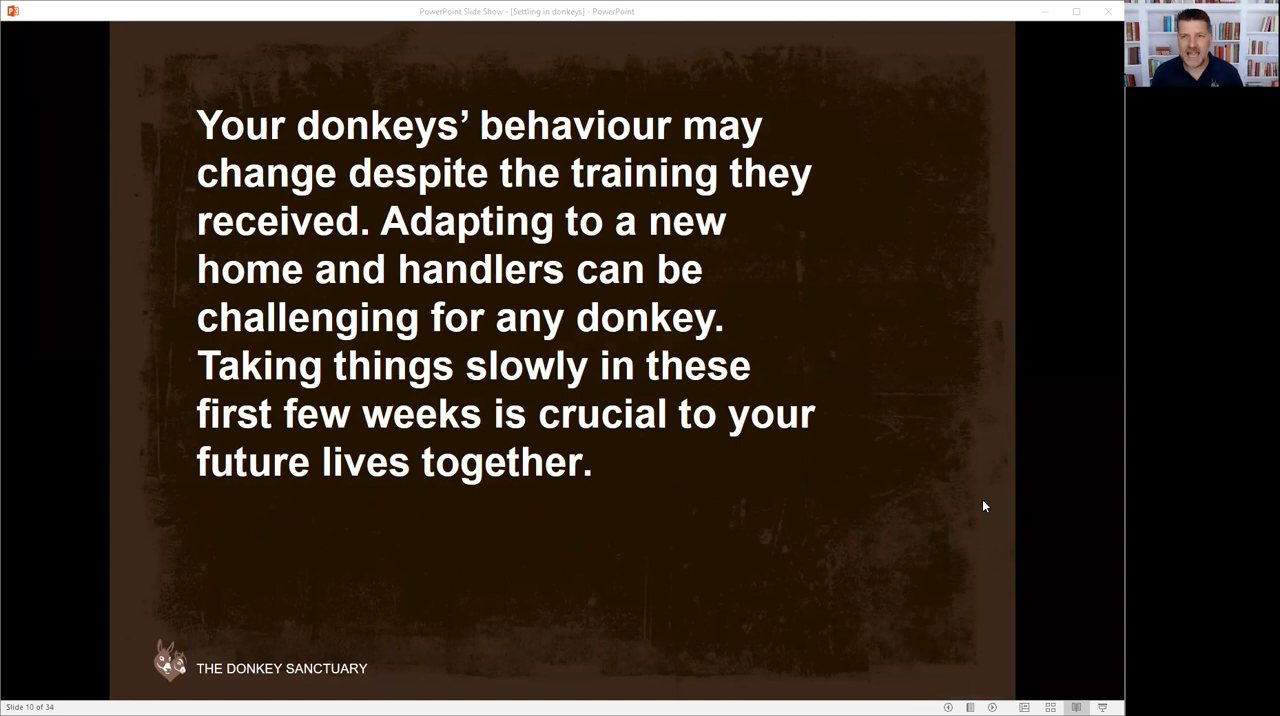 PowerPoint Slide Show - [Settling in donkeys] - PowerPoint
Your donkeys’ behaviour may
change despite the training they
received. Adapting to a new
home and handlers can be
challenging for any donkey.
Taking things slowly in these
first few weeks is crucial to your
future lives together.
THE DONKEY SANCTUARY
Slide 10 of 34